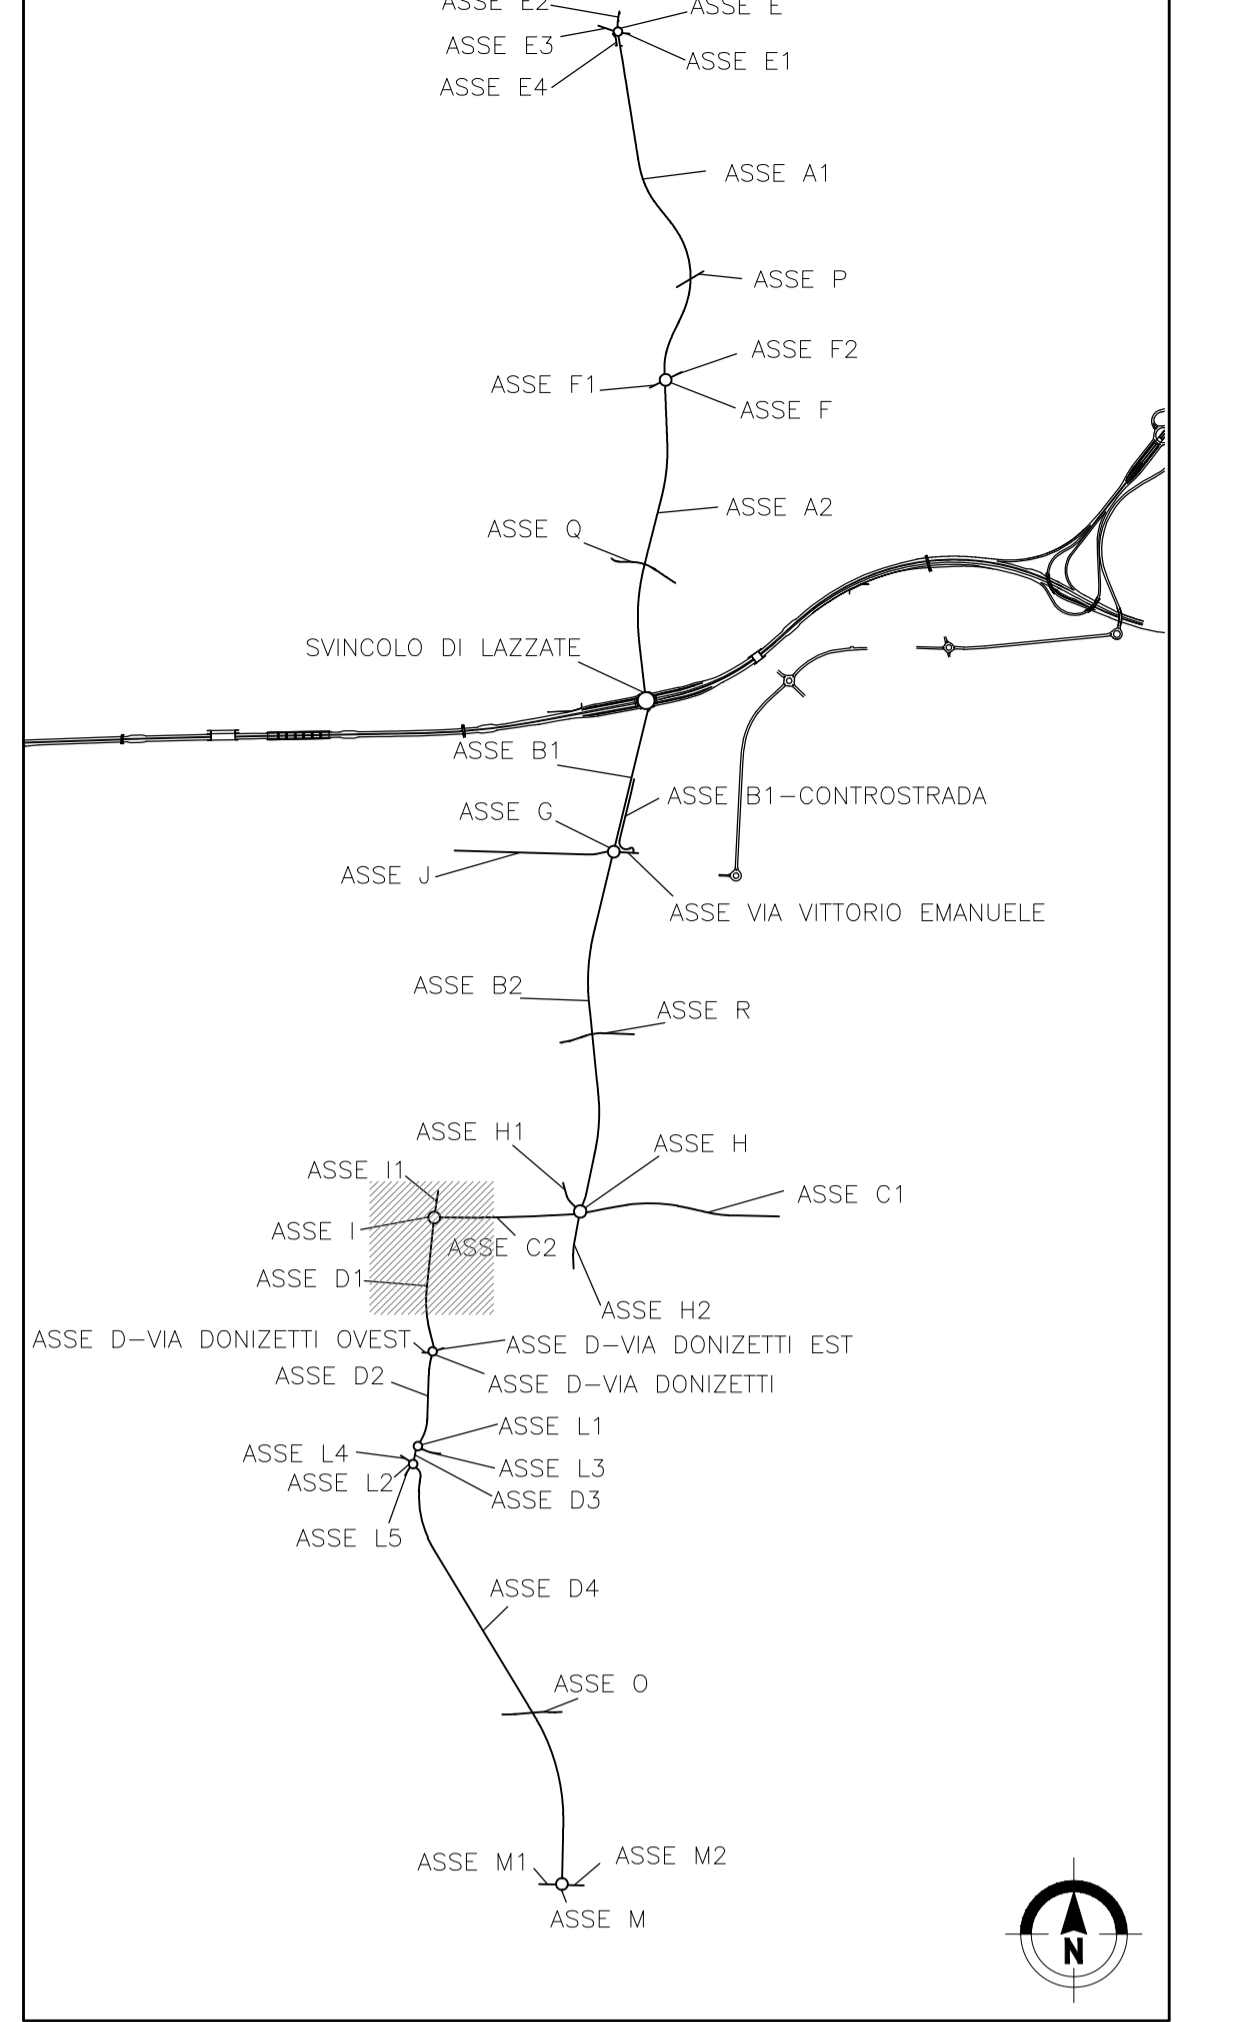 ASSE E2
ASSE E
ASSE E3
ASSE E1
ASSE E4
ASSE A1
ASSE P
ASSE F2
ASSE F1
ASSE F
ASSE A2
ASSE Q
SVINCOLO DI LAZZATE
ASSE B1
ASSE B1-CONTROSTRADA
ASSE G
ASSE J
ASSE VIA VITTORIO EMANUELE
ASSE B2
ASSE R
ASSE H1
ASSE H
ASSE I1
ASSE C1
ASSE I
ASSE C2
ASSE D1
ASSE H2
ASSE D-VIA DONIZETTI OVEST
ASSE D-VIA DONIZETTI EST
ASSE D2
ASSE D-VIA DONIZETTI
ASSE L1
ASSE L4
ASSE L3
ASSE L2
ASSE D3
ASSE L5
ASSE D4
ASSE O
ASSE M1
ASSE M2
ASSE M
N